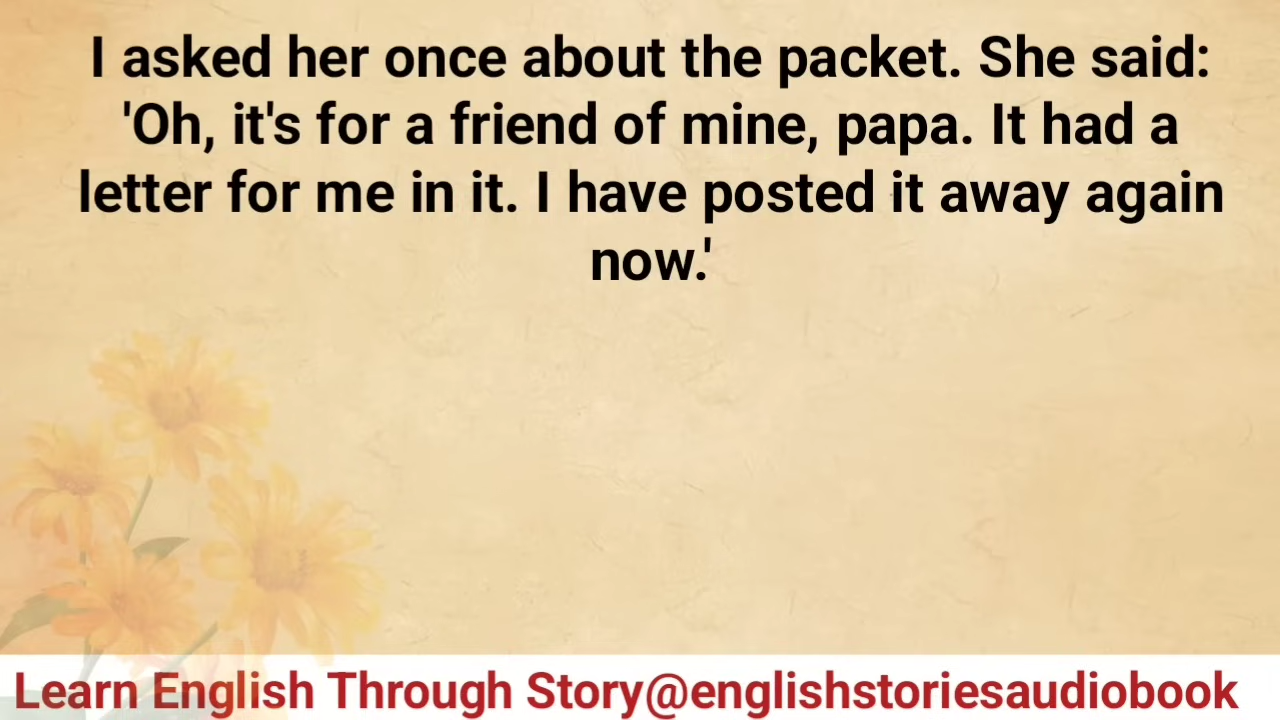 I asked her once about the packet. She said:
'Oh, it's for a friend of mine, papa. It had a
letter for me in it. I have posted it away again
now.'
Learn English Through Story@englishstoriesaudiobook